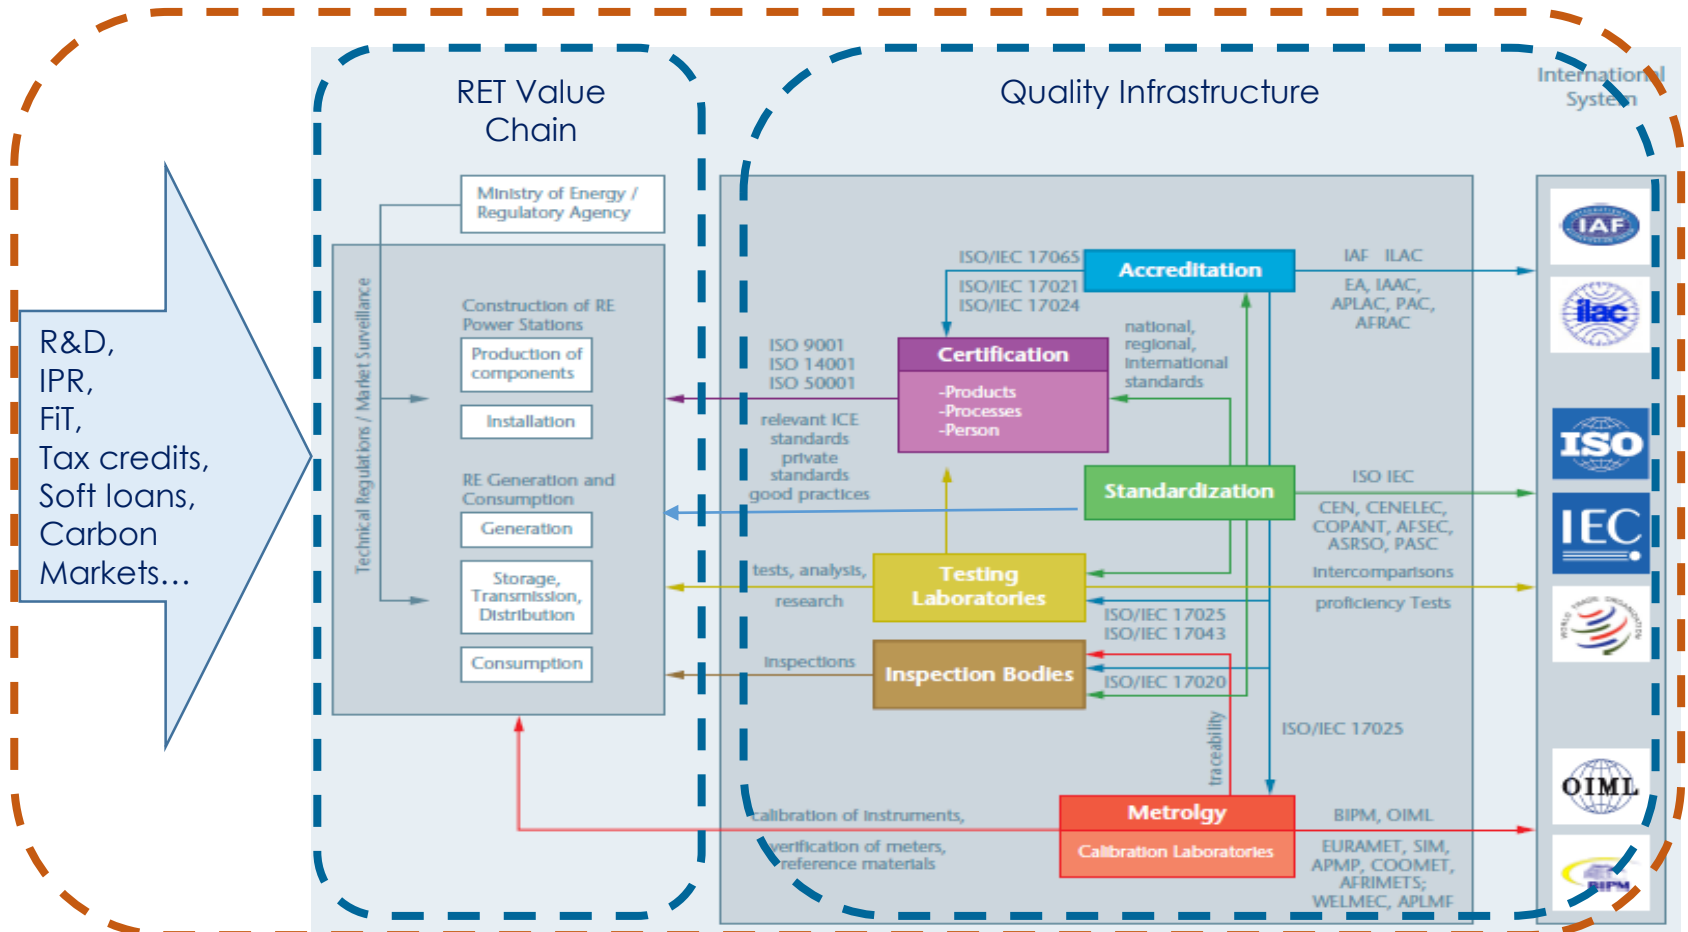 RET Value
Chain
Quality Infrastructure
International
System
R&D,
IPR,
FiT,
Tax credits,
Soft loans,
Carbon
Markets...
Technical Regulations / Market Surveillance
Ministry of Energy /
Regulatory Agency
Construction of RE
Power Stations
Production of
components
Installation
RE Generation and
Consumption
Generation
Storage,
Transmission,
Distribution
Consumption
ISO 9001
ISO 14001
ISO 50001
relevant ICE
standards
private
standards
good practices
tests, analysis,
research
inspections
calibration of instruments,
verification of meters,
reference materials
ISO/IEC 17065
ISO/IEC 17021
ISO/IEC 17024
Accreditation
national,
regional,
international
standards
Certification
-Products
-Processes
-Person
Standardization
Testing
Laboratories
ISO/IEC 17025
ISO/IEC 17043
Inspection Bodies
ISO/IEC 17020
traceability
ISO/IEC 17025
Metrolgy
Calibration Laboratories
IAF ILAC
EA, IAAC,
APLAC, PAC,
AFRAC
ISO IEC
CEN, CENELEC,
COPANT, AFSEC,
ASRSO, PASC
intercomparisons
proficiency Tests
BIPM, OIML
EURAMET, SIM,
APMP, COOMET,
AFRIMETS;
WELMEC, APLMF
IAF
ilac
ISO
IEC
WORLD TRADE ORGANIZATION
OIML
BIPM